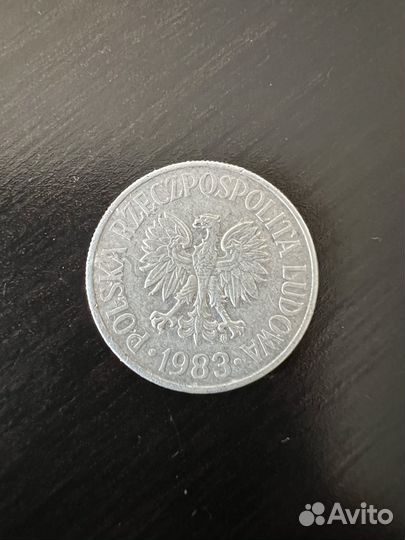 POLSKA RZECZPOSPOLITA LUDOWA
1983
Avito